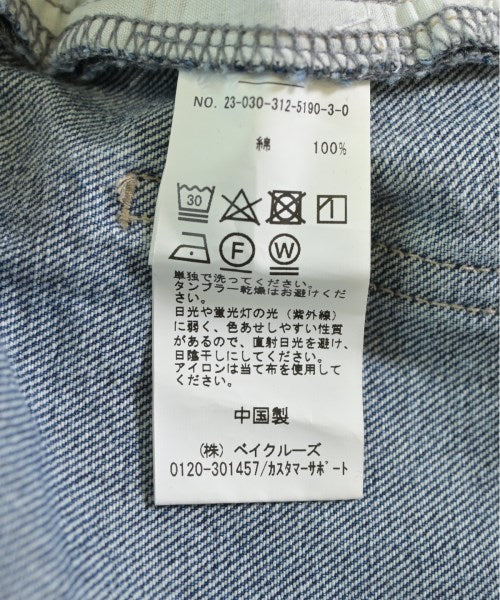 NO. 23-030-312-5190-3-0
綿 100%
30
F W
単独で洗ってください。
タンブラー乾燥はお避けくだ
さい。
日光や蛍光灯の光（紫外線）
に弱く、色あせしやすい性質
があるので、直射日光を避け、
日陰干しにしてください。
アイロンは当て布を使用して
ください。
中国製
（株）ベイクルーズ
0120-301457/ｶｽﾀﾏｰｻﾎﾟｰﾄ